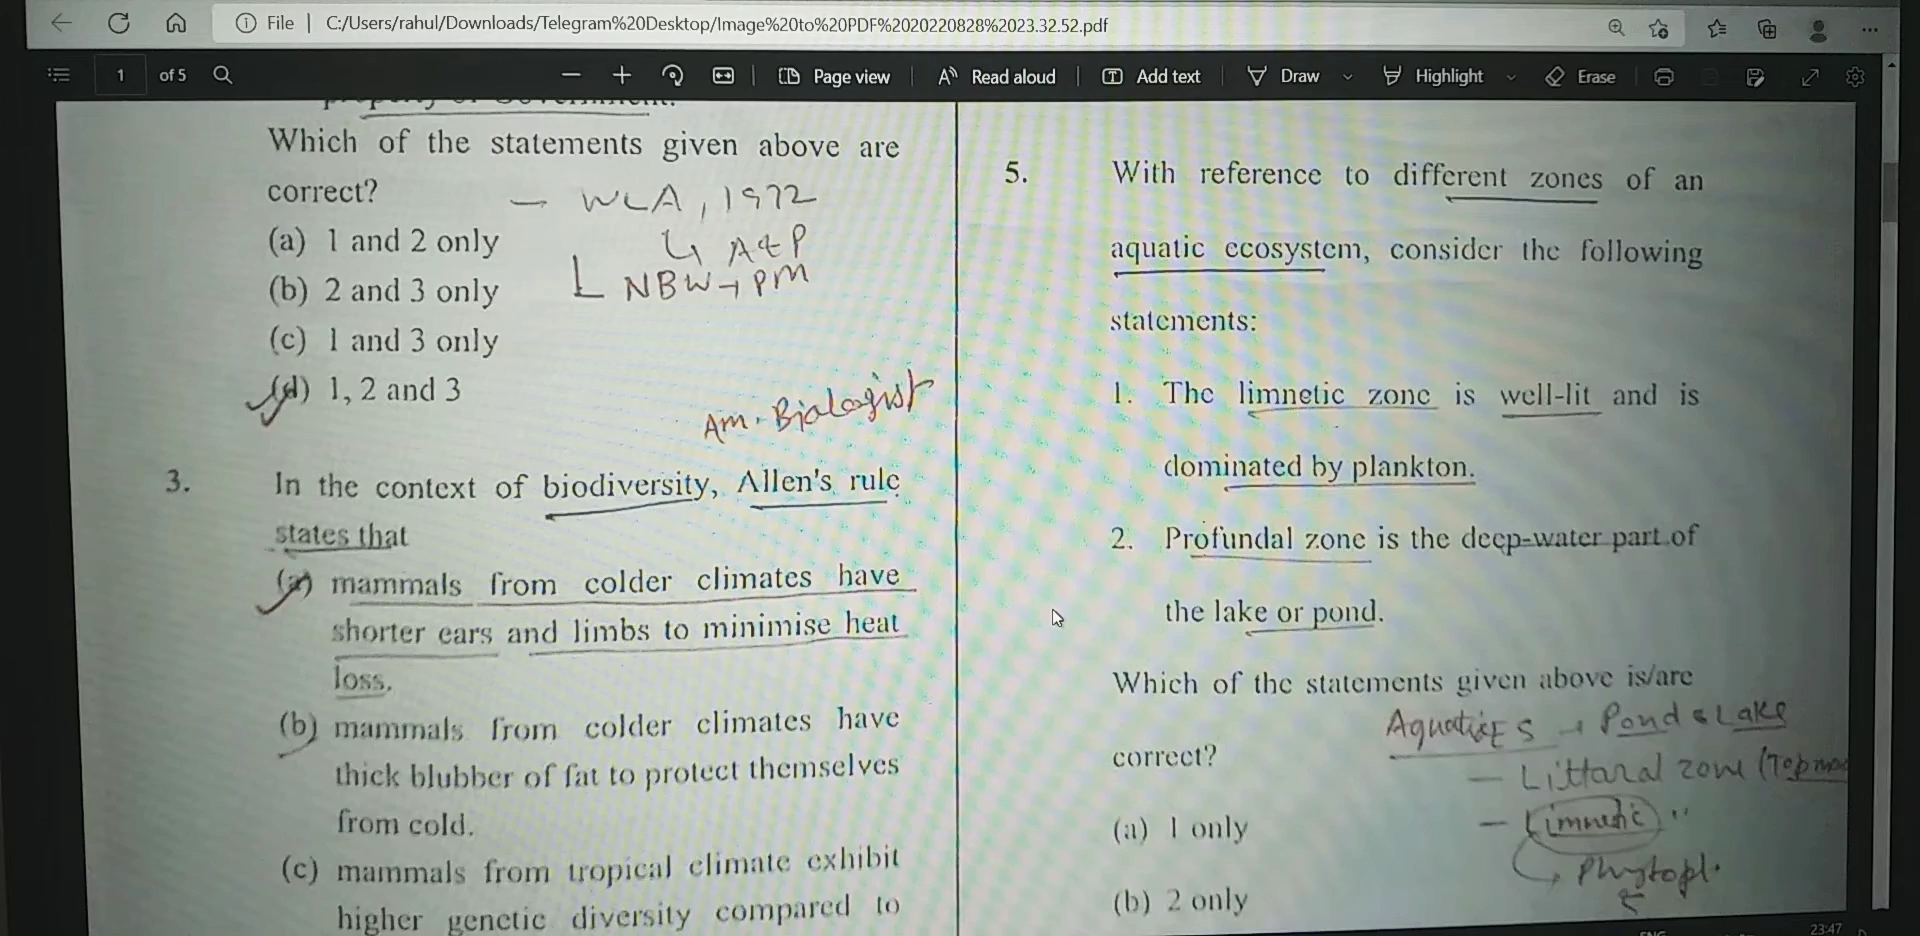 File
C:/Users/rahul/Downloads/Telegram%20Desktop/Image%20to%20PDF%2020220828%2023.32.52.pdf
1 of 5
Page view
Read aloud
Add text
Draw
Highlight
Erase
property of Government.
Which of the statements given above are
correct?
- WLA, 1972
(a) 1 and 2 only
A & P
(b) 2 and 3 only
NBW → PM
(c) 1 and 3 only
(d) 1, 2 and 3
Am. Biologist
3. In the context of biodiversity, Allen's rule
states that
(a) mammals from colder climates have
shorter ears and limbs to minimise heat
loss.
(b) mammals from colder climates have
thick blubber of fat to protect themselves
from cold.
(c) mammals from tropical climate exhibit
higher genetic diversity compared to
5. With reference to different zones of an
aquatic ecosystem, consider the following
statements:
1. The limnetic zone is well-lit and is
dominated by plankton.
2. Profundal zone is the deep-water part of
the lake or pond.
Which of the statements given above is/are
correct?
Aquatic ES → Pond & Lake
- Littoral zone (Top
- Limnetic "
(a) 1 only
→ Phytopl.
(b) 2 only
ENG
23:47